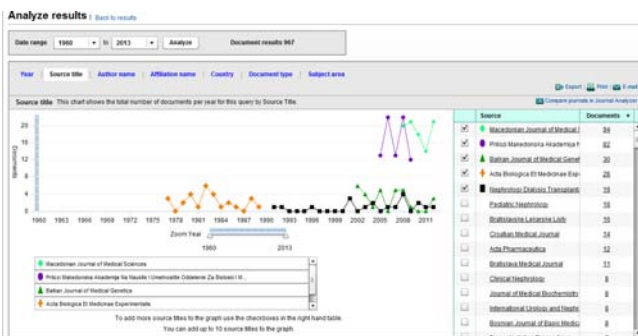 Analyze results | Back to results
Date range 1960 to 2013 Analyze Document results 967
Year | Source title | Author name | Affiliation name | Country | Document type | Subject area
Export | Print | E-mail
Source title This chart shows the total number of documents per year for this query by Source Title.
Compare journals in Journal Analyzer
Source Documents
Macedonian Journal of Medical 94
Prilozi Makedonska Akademija 82
Balkan Journal of Medical Genet 30
Acta Biologica Et Medicinae Exp 28
Nephrology Dialysis Transplant 19
Pediatric Nephrology 18
Bratislavske Lekarske Listy 16
Croatian Medical Journal 14
Acta Pharmaceutica 12
Bratislava Medical Journal 11
Clinical Nephrology 8
Journal of Medical Biochemistry 8
International Urology and Neph 8
Bosnian Journal of Basic Medic
Documents
20
16
12
8
4
0
1960 1963 1966 1969 1972 1975 1978 1981 1984 1987 1990 1993 1996 1999 2002 2005 2008 2011
Zoom Year
1960 2013
Macedonian Journal of Medical Sciences
Prilozi Makedonska Akademija Na Naukite I Umetnostite Oddelenie Za Bioloski I M...
Balkan Journal of Medical Genetics
Acta Biologica Et Medicinae Experimentalis
To add more source titles to the graph use the checkboxes in the right hand table.
You can add up to 10 source titles to the graph.